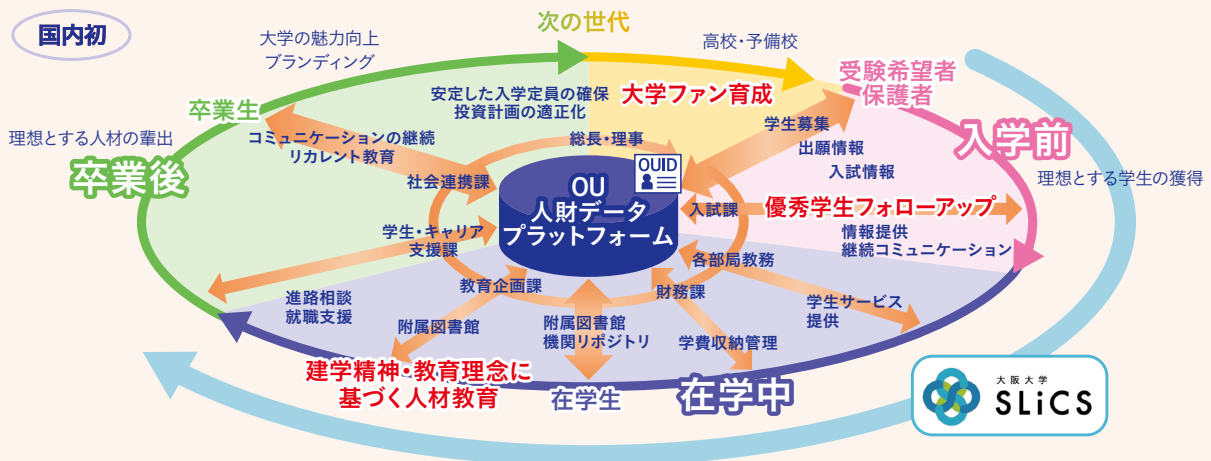 国内初
次の世代
大学の魅力向上
ブランディング
高校・予備校
受験希望者
保護者
卒業生
安定した入学定員の確保
投資計画の適正化
大学ファン育成
学生募集
出願情報
入試情報
入学前
理想とする人材の輩出
卒業後
コミュニケーションの継続
リカレント教育
総長・理事
社会連携課
OUID
OU
人財データ
プラットフォーム
入試課
優秀学生フォローアップ
理想とする学生の獲得
情報提供
継続コミュニケーション
学生・キャリア
支援課
各部局教務
教育企画課
財務課
進路相談
就職支援
附属図書館
附属図書館
機関リポジトリ
学費収納管理
学生サービス
提供
建学精神・教育理念に
基づく人材教育
在学生
在学中
大阪大学
SLiCS